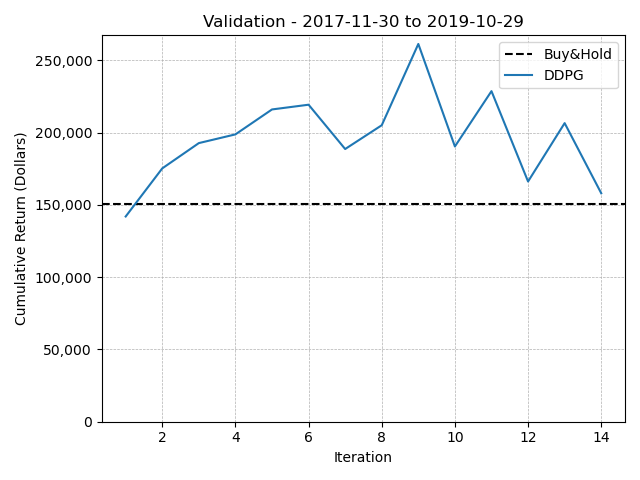 Validation - 2017-11-30 to 2019-10-29
Buy&Hold
DDPG
Cumulative Return (Dollars)
250,000
200,000
150,000
100,000
50,000
0
2 4 6 8 10 12 14
Iteration